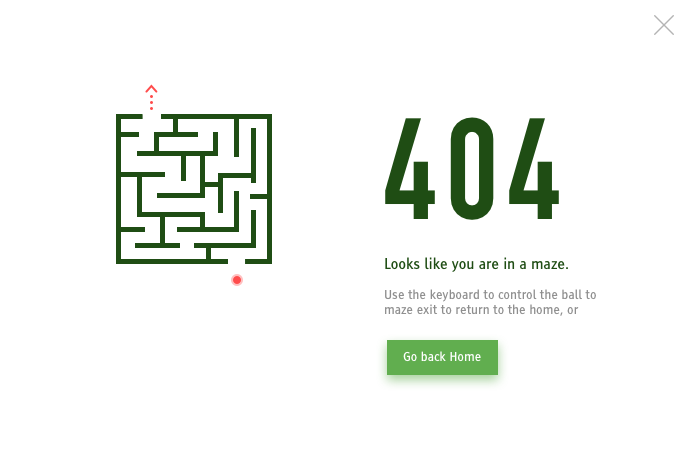 404
Looks like you are in a maze.
Use the keyboard to control the ball to
maze exit to return to the home, or
Go back Home